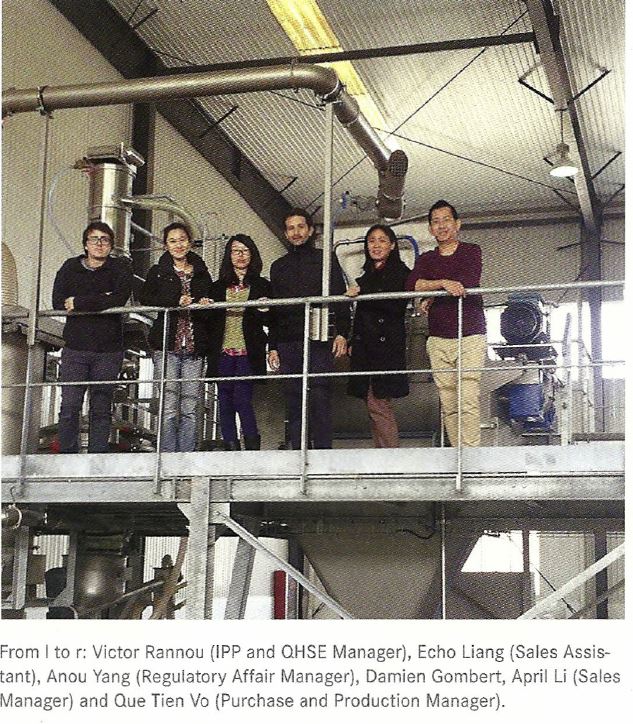 From l to r: Victor Rannou (IPP and QHSE Manager), Echo Liang (Sales Assis-
tant), Anou Yang (Regulatory Affair Manager), Damien Gombert, April Li (Sales
Manager) and Que Tien Vo (Purchase and Production Manager).